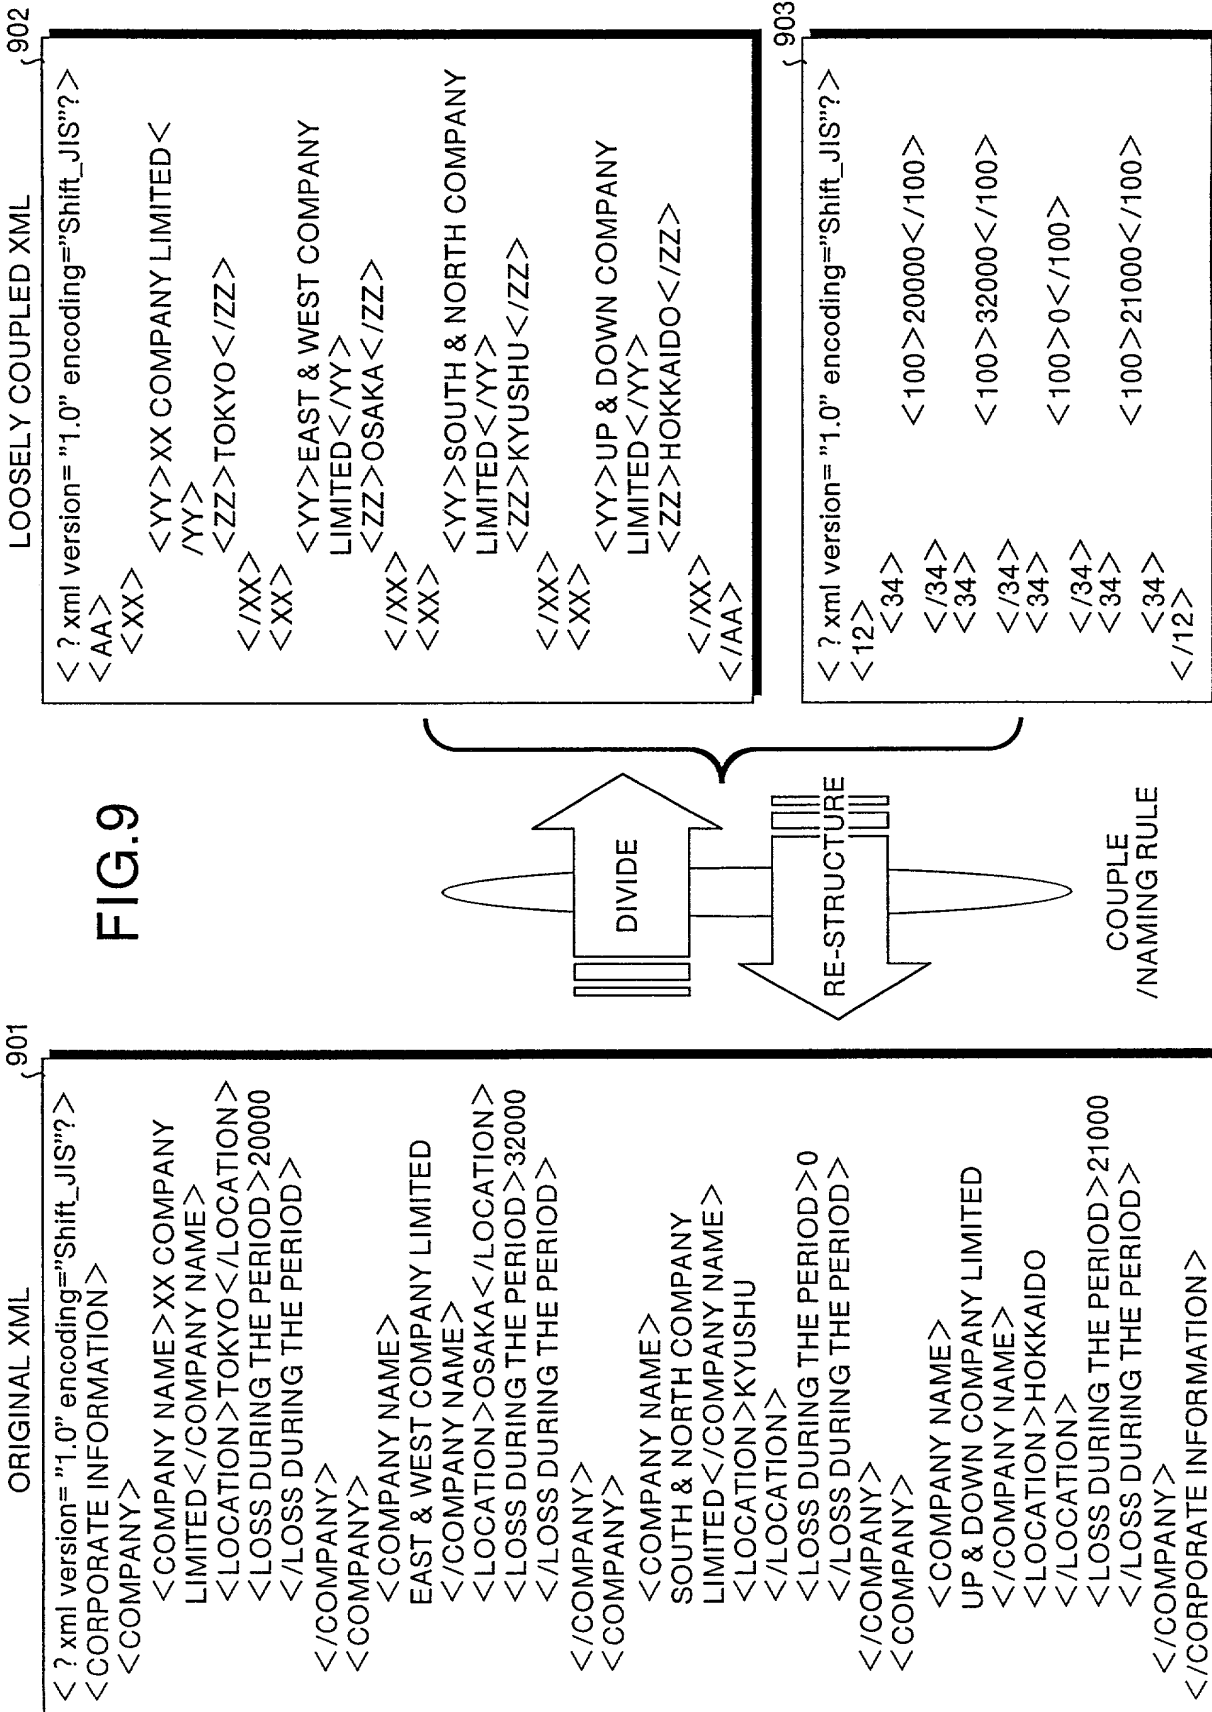 FIG.9
ORIGINAL XML
901
< ? xml version= "1.0" encoding="Shift_JIS"? >
<CORPORATE INFORMATION>
<COMPANY>
<COMPANY NAME>XX COMPANY
LIMITED</COMPANY NAME>
<LOCATION>TOKYO</LOCATION>
<LOSS DURING THE PERIOD>20000
</LOSS DURING THE PERIOD>
</COMPANY>
<COMPANY>
<COMPANY NAME>
EAST & WEST COMPANY LIMITED
</COMPANY NAME>
<LOCATION>OSAKA</LOCATION>
<LOSS DURING THE PERIOD>32000
</LOSS DURING THE PERIOD>
</COMPANY>
<COMPANY>
<COMPANY NAME>
SOUTH & NORTH COMPANY
LIMITED</COMPANY NAME>
<LOCATION>KYUSHU
</LOCATION>
<LOSS DURING THE PERIOD>0
</LOSS DURING THE PERIOD>
</COMPANY>
<COMPANY>
<COMPANY NAME>
UP & DOWN COMPANY LIMITED
</COMPANY NAME>
<LOCATION>HOKKAIDO
</LOCATION>
<LOSS DURING THE PERIOD>21000
</LOSS DURING THE PERIOD>
</COMPANY>
</CORPORATE INFORMATION>
DIVIDE
RE-STRUCTURE
COUPLE
/NAMING RULE
LOOSELY COUPLED XML
902
< ? xml version= "1.0" encoding="Shift_JIS"? >
<AA>
<XX>
<YY>XX COMPANY LIMITED<
/YY>
<ZZ>TOKYO</ZZ>
</XX>
<XX>
<YY>EAST & WEST COMPANY
LIMITED</YY>
<ZZ>OSAKA</ZZ>
</XX>
<XX>
<YY>SOUTH & NORTH COMPANY
LIMITED</YY>
<ZZ>KYUSHU</ZZ>
</XX>
<XX>
<YY>UP & DOWN COMPANY
LIMITED</YY>
<ZZ>HOKKAIDO</ZZ>
</XX>
</AA>
903
< ? xml version= "1.0" encoding="Shift_JIS"? >
<12>
<34>
<100>20000</100>
</34>
<34>
<100>32000</100>
</34>
<34>
<100>0</100>
</34>
<34>
<100>21000</100>
<34>
</12>